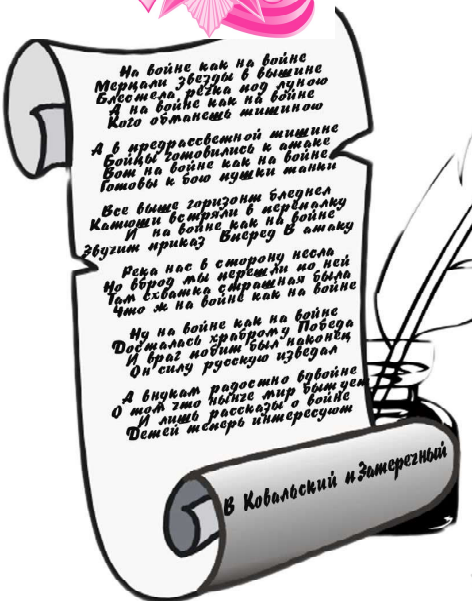 На войне как на войне
Мерцали звезды в вышине
Блестела, речка под луною
А на войне как на войне
Кого обманешь тишиною
А в предрассветной тишине
Бойцы готовились к атаке
Вот на войне как на войне
Готовы к бою пушки танки
Все выше горизонт бледнел
Катюши встряли в перепалку
И на войне как на войне
Звучит приказ Вперед В атаку
Река нас в сторону несла
Но вброд мы перешли по ней
Там схватка страшная была
Что ж на войне как на войне
Ну на войне как на войне
Досталась храброму Победа
И враг побит был наконец
Он силу русскую изведал
А внукам радостно вдвойне
О том что нынче мир бытует
И лишь рассказы о войне
Детей теперь интересуют
В Ковальский пЗатеречный